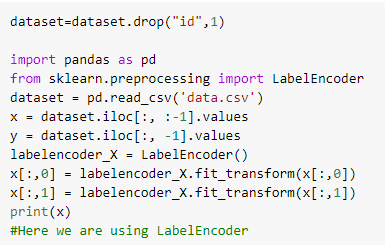 dataset=dataset.drop("id",1)
import pandas as pd
from sklearn.preprocessing import LabelEncoder
dataset = pd.read_csv('data.csv')
x = dataset.iloc[:, :-1].values
y = dataset.iloc[:, -1].values
labelencoder_X = LabelEncoder()
x[:,0] = labelencoder_X.fit_transform(x[:,0])
x[:,1] = labelencoder_X.fit_transform(x[:,1])
print(x)
#Here we are using LabelEncoder